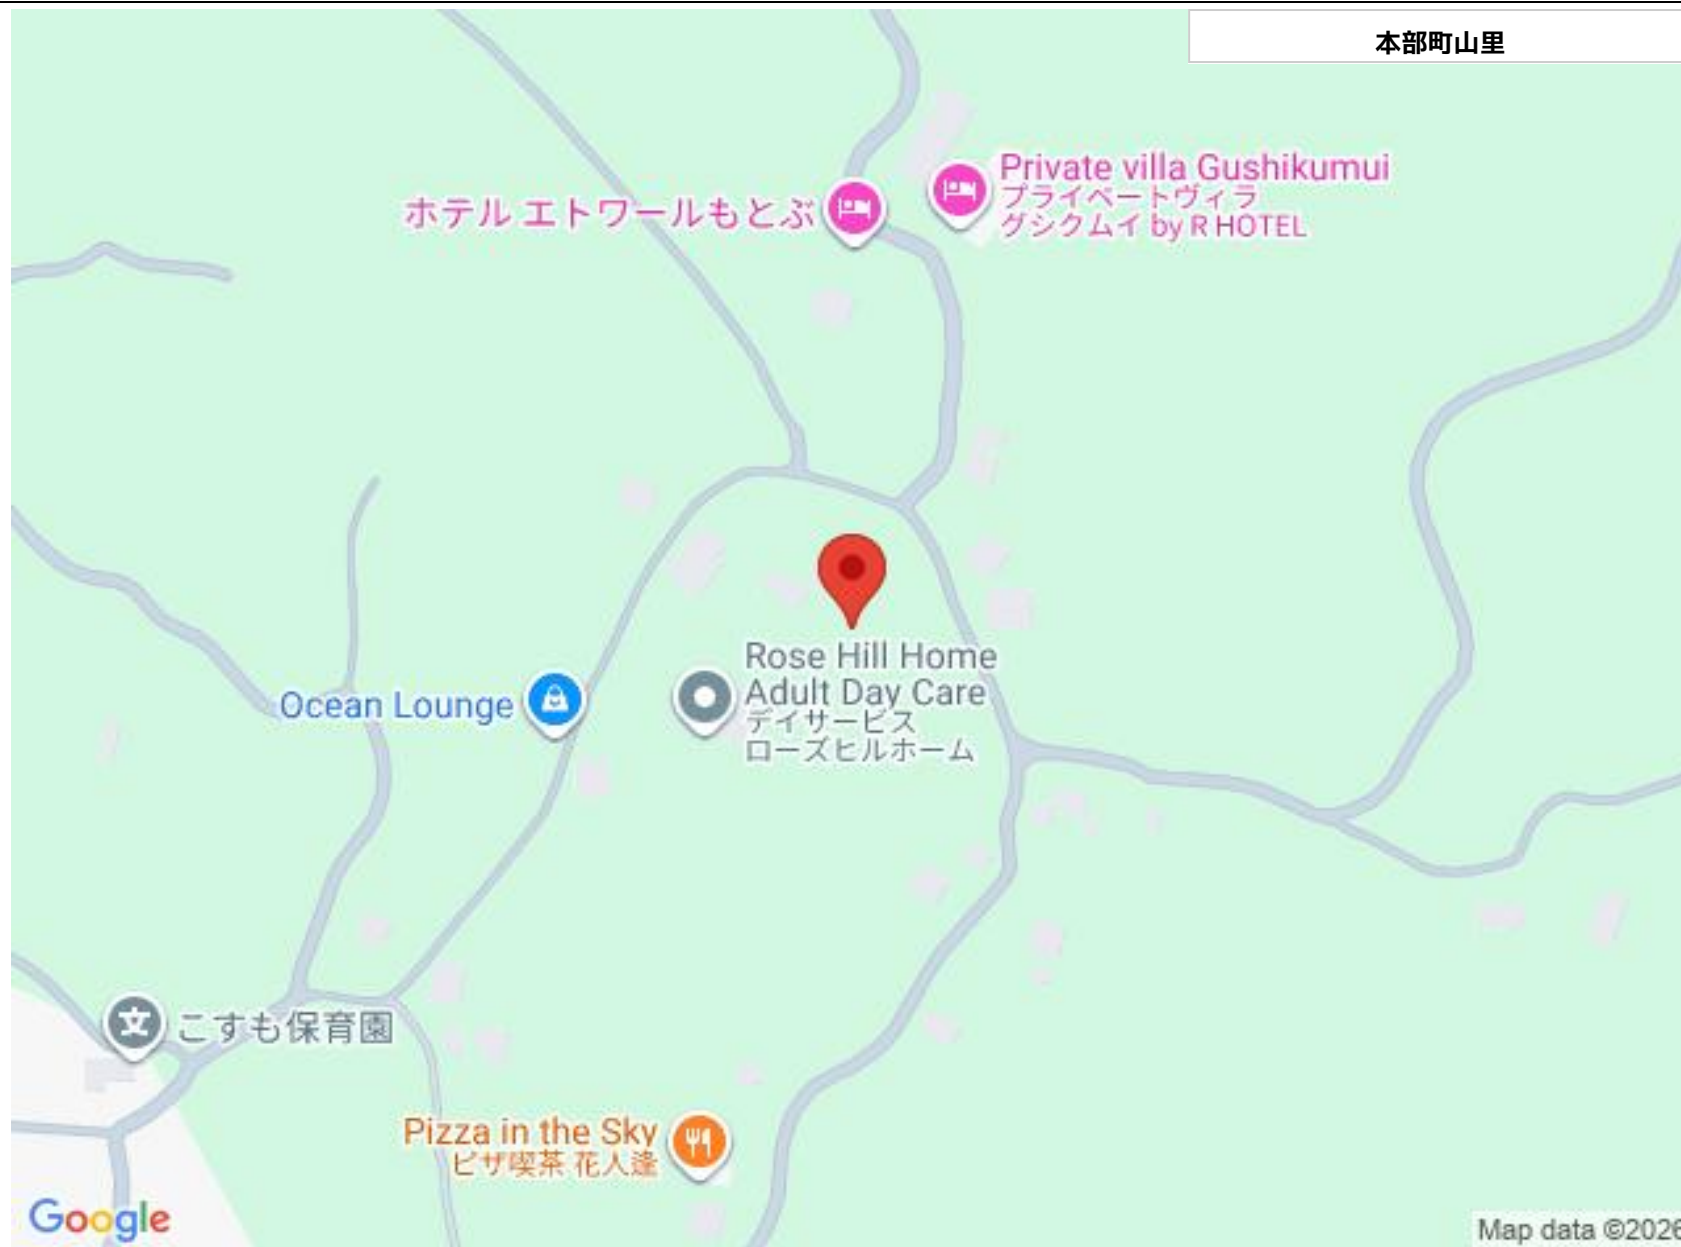 本部町山里
Private villa Gushikumui
プライベートヴィラ
グシクムイ by R HOTEL
ホテル エトワールもとぶ
Rose Hill Home
Adult Day Care
デイサービス
ローズヒルホーム
Ocean Lounge
こすも保育園
Pizza in the Sky
ピザ喫茶 花人逢
Google
Map data ©2026